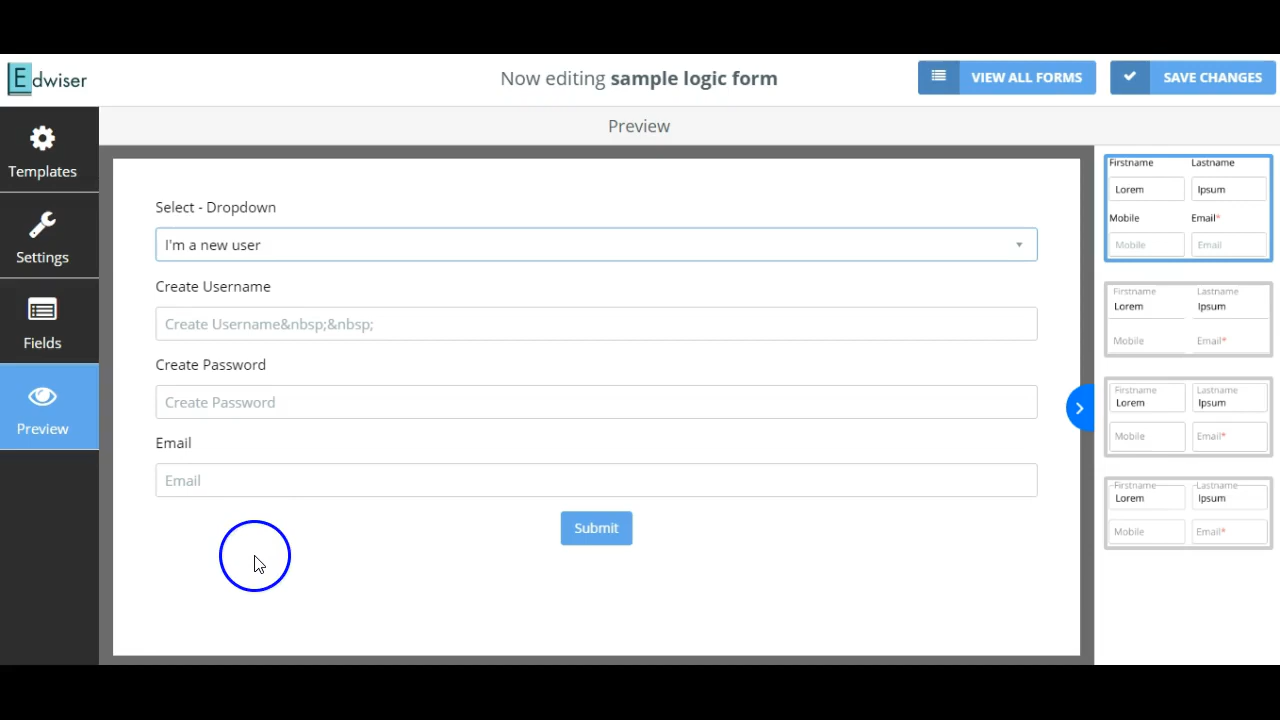 Edwiser
Now editing sample logic form
VIEW ALL FORMS
SAVE CHANGES
Templates
Settings
Fields
Preview
Preview
Select - Dropdown
I'm a new user
Create Username
Create Username&nbsp;&nbsp;
Create Password
Create Password
Email
Email
Submit
Firstname Lastname
Lorem Ipsum
Mobile Email*
Mobile Email
Firstname Lastname
Lorem Ipsum
Mobile Email*
Firstname Lastname
Lorem Ipsum
Mobile Email*
Firstname Lastname
Lorem Ipsum
Mobile Email*